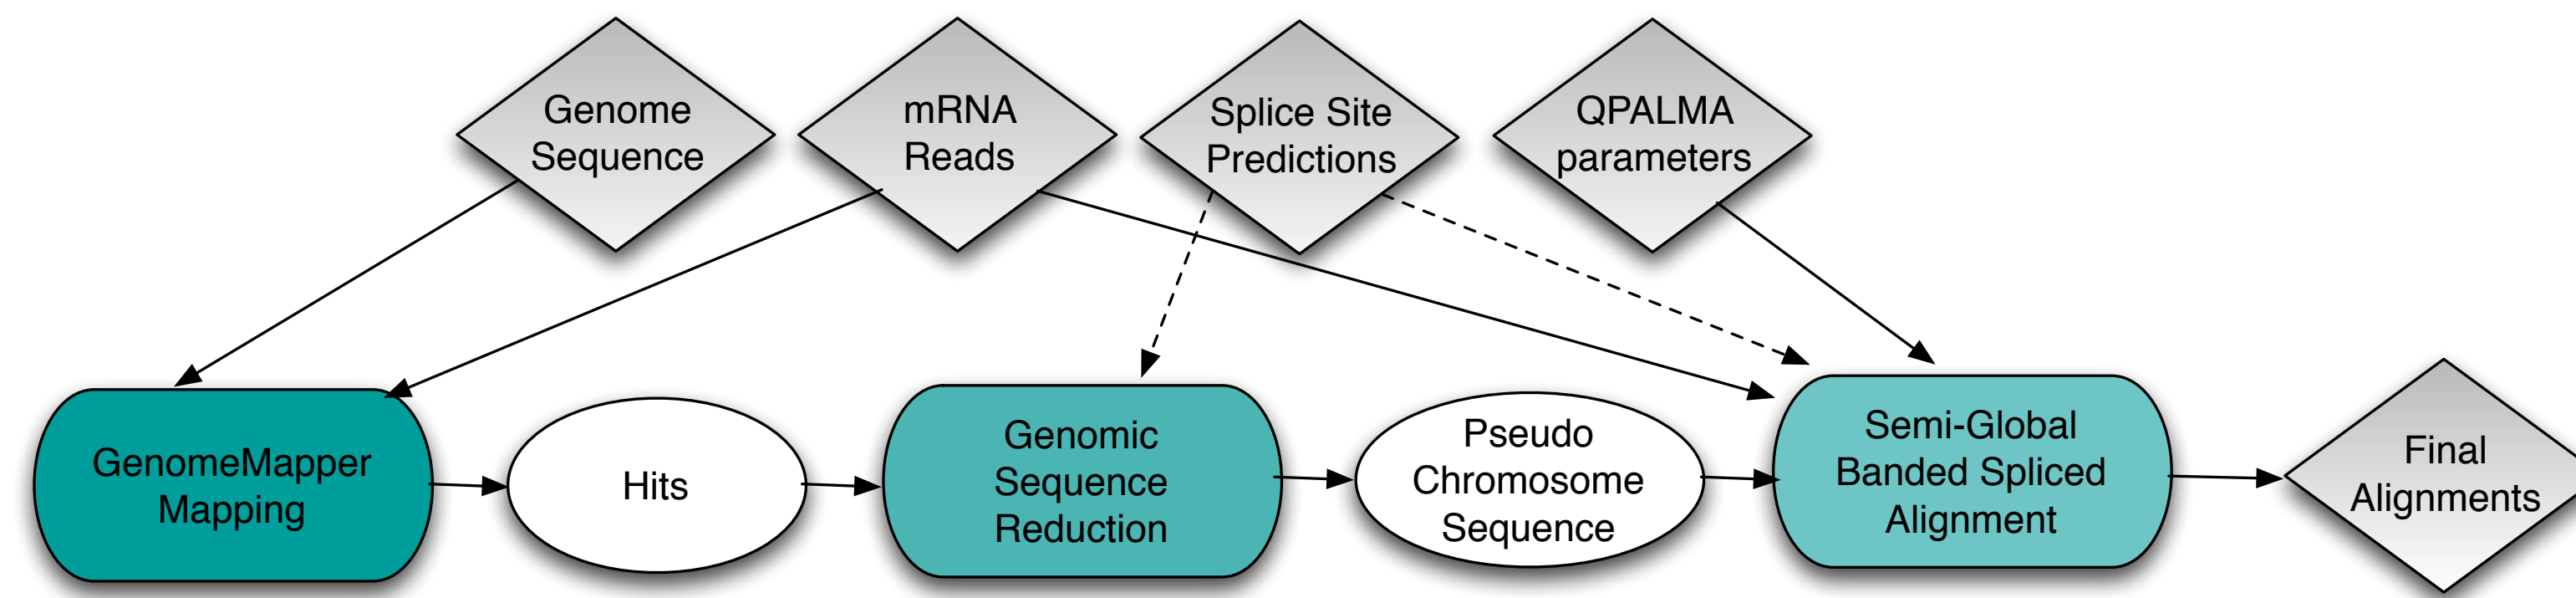 Genome
Sequence
mRNA
Reads
Splice Site
Predictions
QPALMA
parameters
GenomeMapper
Mapping
Hits
Genomic
Sequence
Reduction
Pseudo
Chromosome
Sequence
Semi-Global
Banded Spliced
Alignment
Final
Alignments